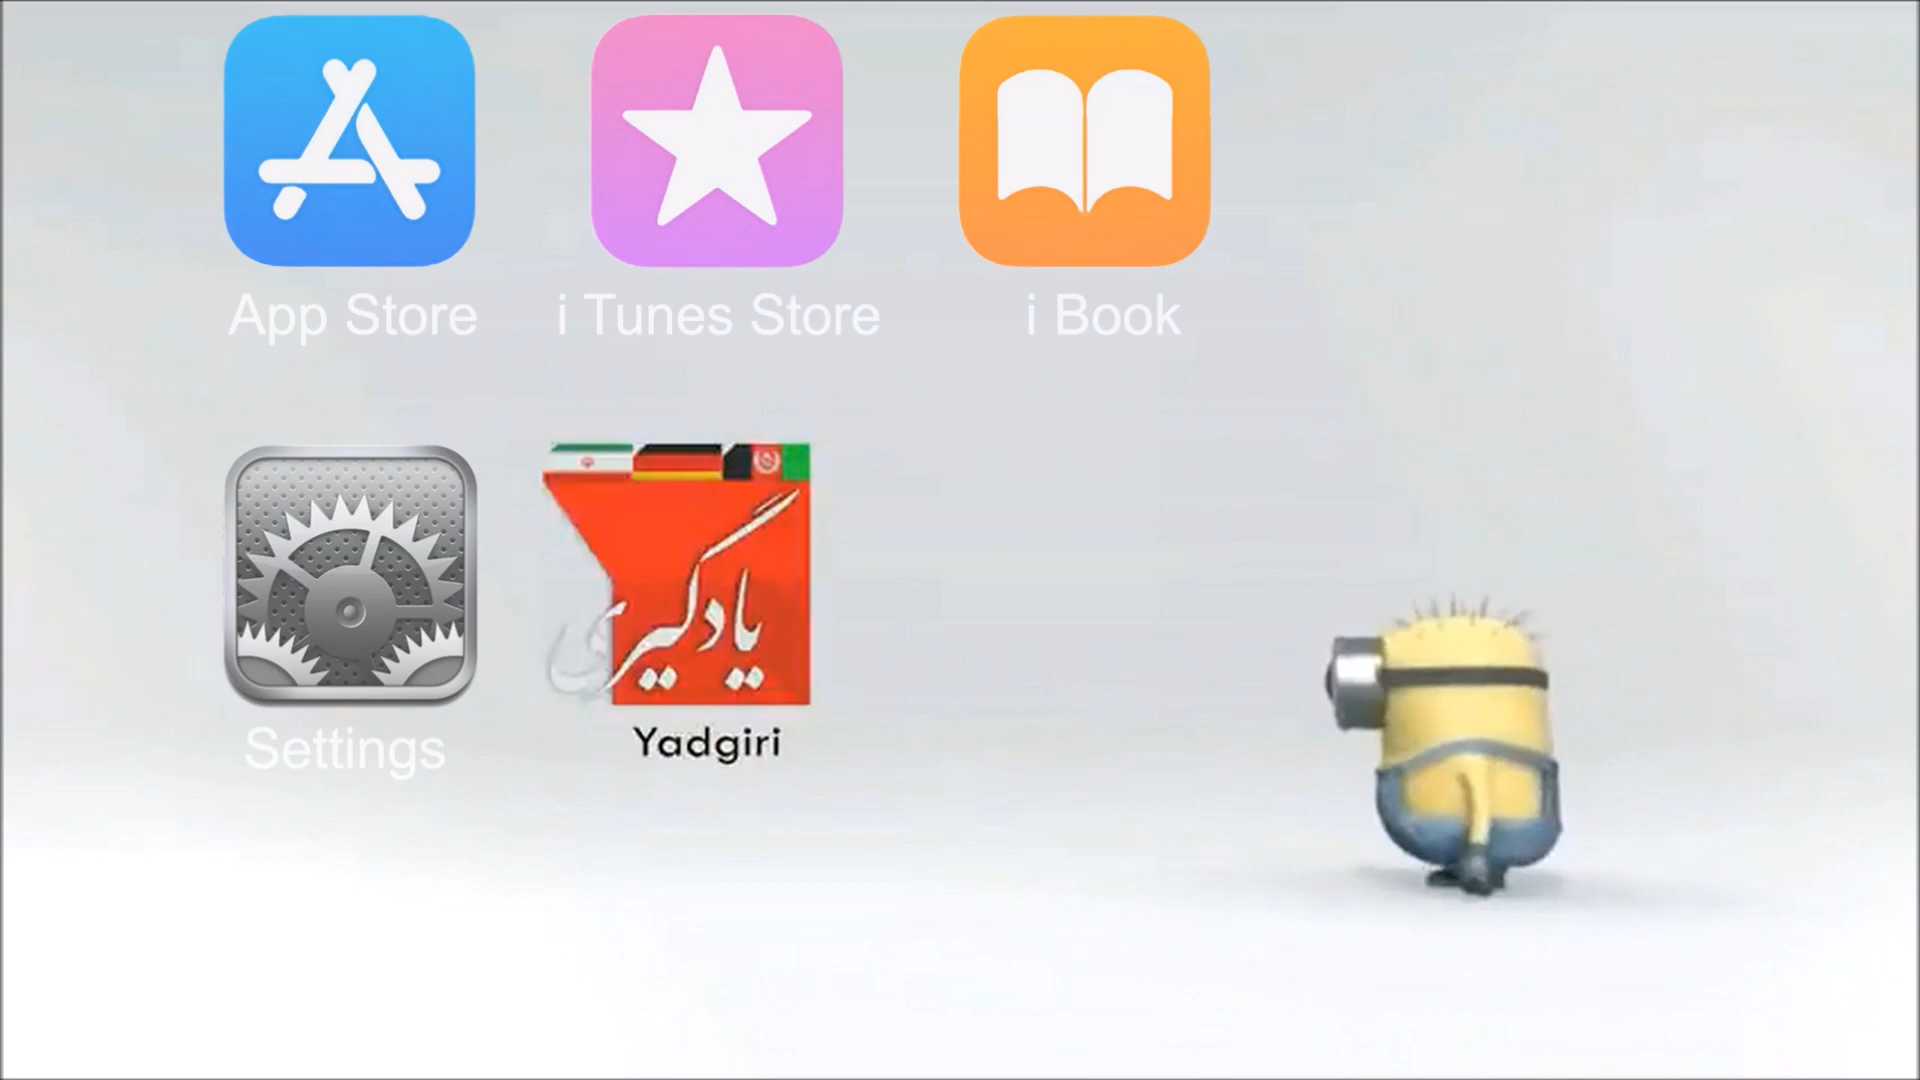 App Store
i Tunes Store
i Book
Settings
یادگیری
Yadgiri